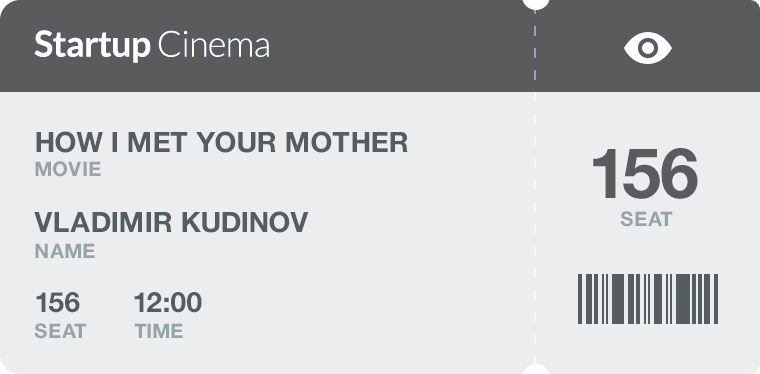 Startup Cinema
HOW I MET YOUR MOTHER
MOVIE
VLADIMIR KUDINOV
NAME
156 12:00
SEAT TIME
156
SEAT